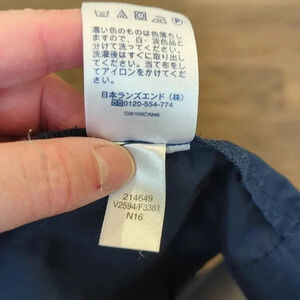 濃い色のものは色落ちし
ますので、白・淡色品と
分けて洗ってください。
洗濯後はすぐに取り出し
てください。当て布をし
てアイロンをかけてください。
日本ランズエンド（株）
0120-554-774
214649
V2594/F3381
N16